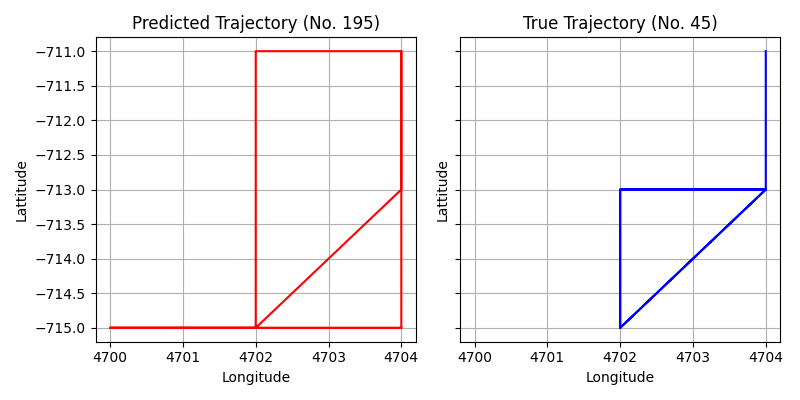 Predicted Trajectory (No. 195)
True Trajectory (No. 45)
−711.0
−711.5
−712.0
−712.5
−713.0
−713.5
−714.0
−714.5
−715.0
Lattitude
Lattitude
4700 4701 4702 4703 4704
4700 4701 4702 4703 4704
Longitude
Longitude